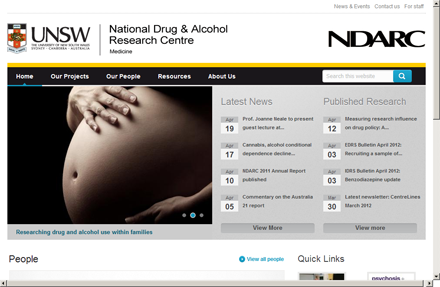 News & Events Contact us For staff
UNSW
THE UNIVERSITY OF NEW SOUTH WALES
SYDNEY · CANBERRA · AUSTRALIA
National Drug & Alcohol
Research Centre
Medicine
NDARC
Home Our Projects Our People Resources About Us
Search this website
Latest News
Apr
19
Prof. Joanne Neale to present
guest lecture at...
Apr
17
Cannabis, alcohol conditional
dependence decline...
Apr
10
NDARC 2011 Annual Report
published
Apr
05
Commentary on the Australia
21 report
View More
Published Research
Apr
12
Measuring research influence
on drug policy: A...
Apr
03
EDRS Bulletin April 2012:
Recruiting a sample of...
Apr
03
IDRS Bulletin April 2012:
Benzodiazepine update
Mar
30
Latest newsletter: CentreLines
March 2012
View more
Researching drug and alcohol use within families
People
View all people
Quick Links
psychosis